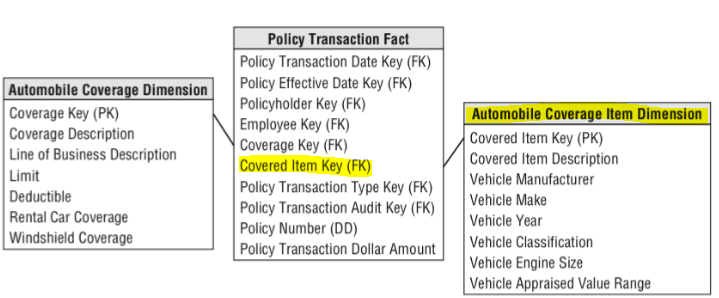 Policy Transaction Fact
Policy Transaction Date Key (FK)
Policy Effective Date Key (FK)
Policyholder Key (FK)
Employee Key (FK)
Coverage Key (FK)
Covered Item Key (FK)
Policy Transaction Type Key (FK)
Policy Transaction Audit Key (FK)
Policy Number (DD)
Policy Transaction Dollar Amount
Automobile Coverage Dimension
Coverage Key (PK)
Coverage Description
Line of Business Description
Limit
Deductible
Rental Car Coverage
Windshield Coverage
Automobile Coverage Item Dimension
Covered Item Key (PK)
Covered Item Description
Vehicle Manufacturer
Vehicle Make
Vehicle Year
Vehicle Classification
Vehicle Engine Size
Vehicle Appraised Value Range